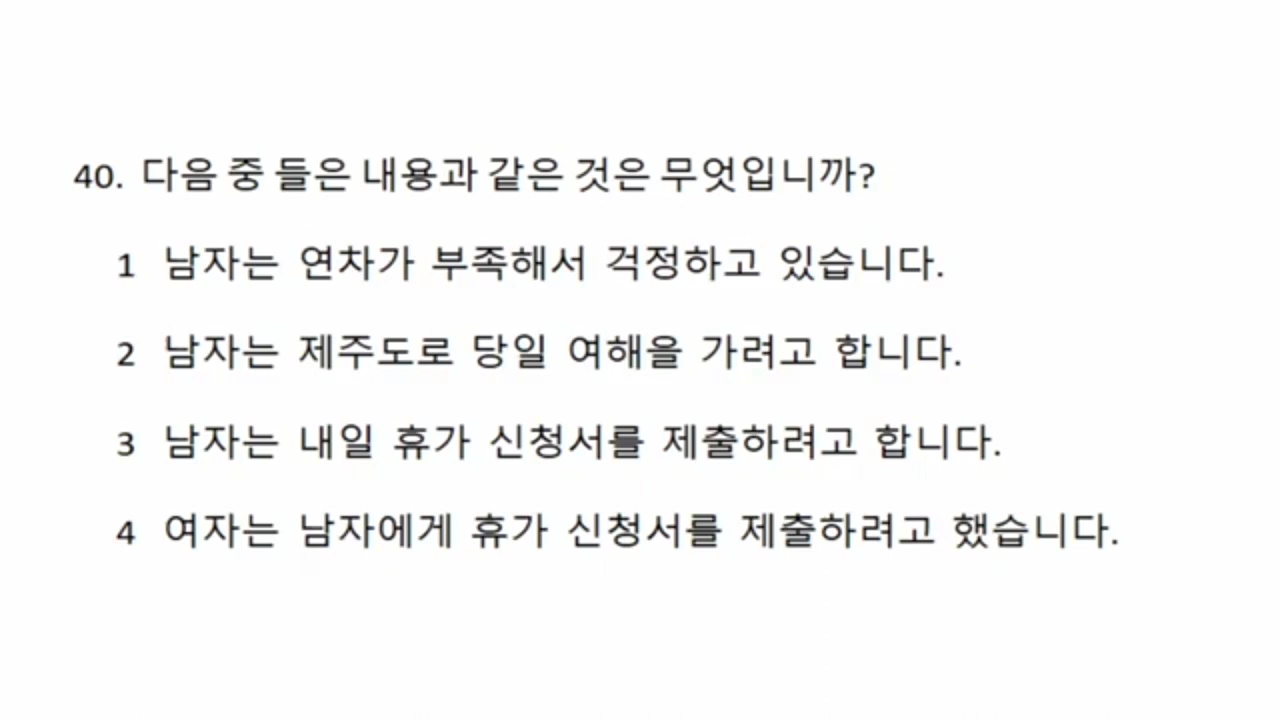 40. 다음 중 들은 내용과 같은 것은 무엇입니까?
1 남자는 연차가 부족해서 걱정하고 있습니다.
2 남자는 제주도로 당일 여해을 가려고 합니다.
3 남자는 내일 휴가 신청서를 제출하려고 합니다.
4 여자는 남자에게 휴가 신청서를 제출하려고 했습니다.